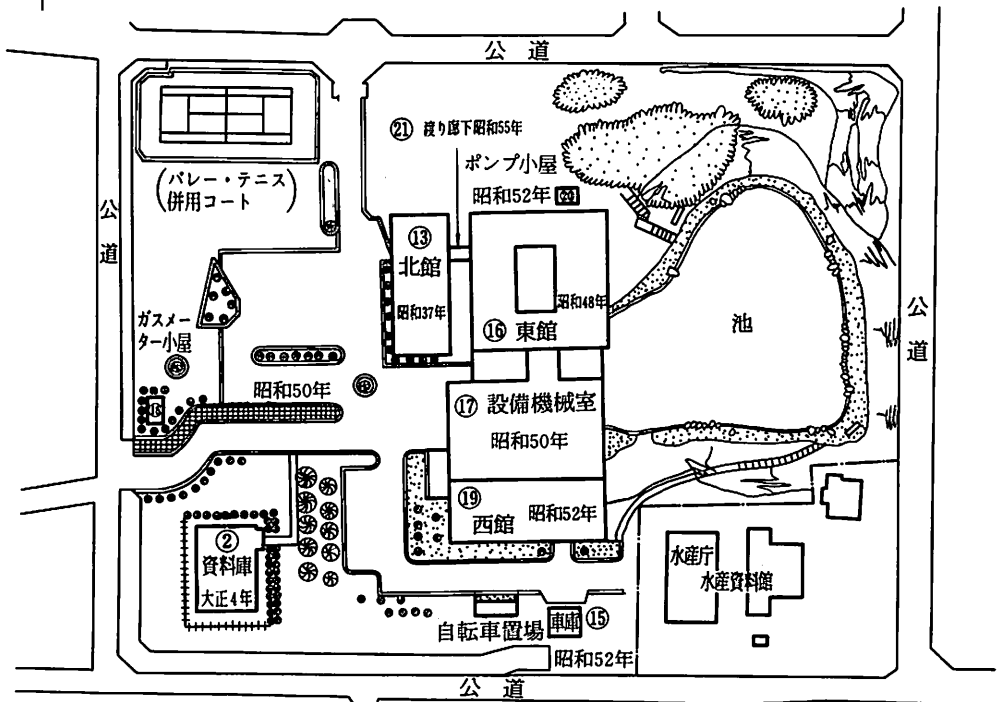 公道
㉑ 渡り廊下昭和55年
ポンプ小屋
昭和52年
(バレー・テニス
併用コート)
公道
⑬
北館
昭和37年
昭和48年
⑯ 東館
池
公道
ガスメー
ター小屋
昭和50年
⑰ 設備機械室
昭和50年
⑲
西館
昭和52年
②
資料庫
大正4年
水産庁
水産資料館
自転車置場
車庫
⑮
昭和52年
公道